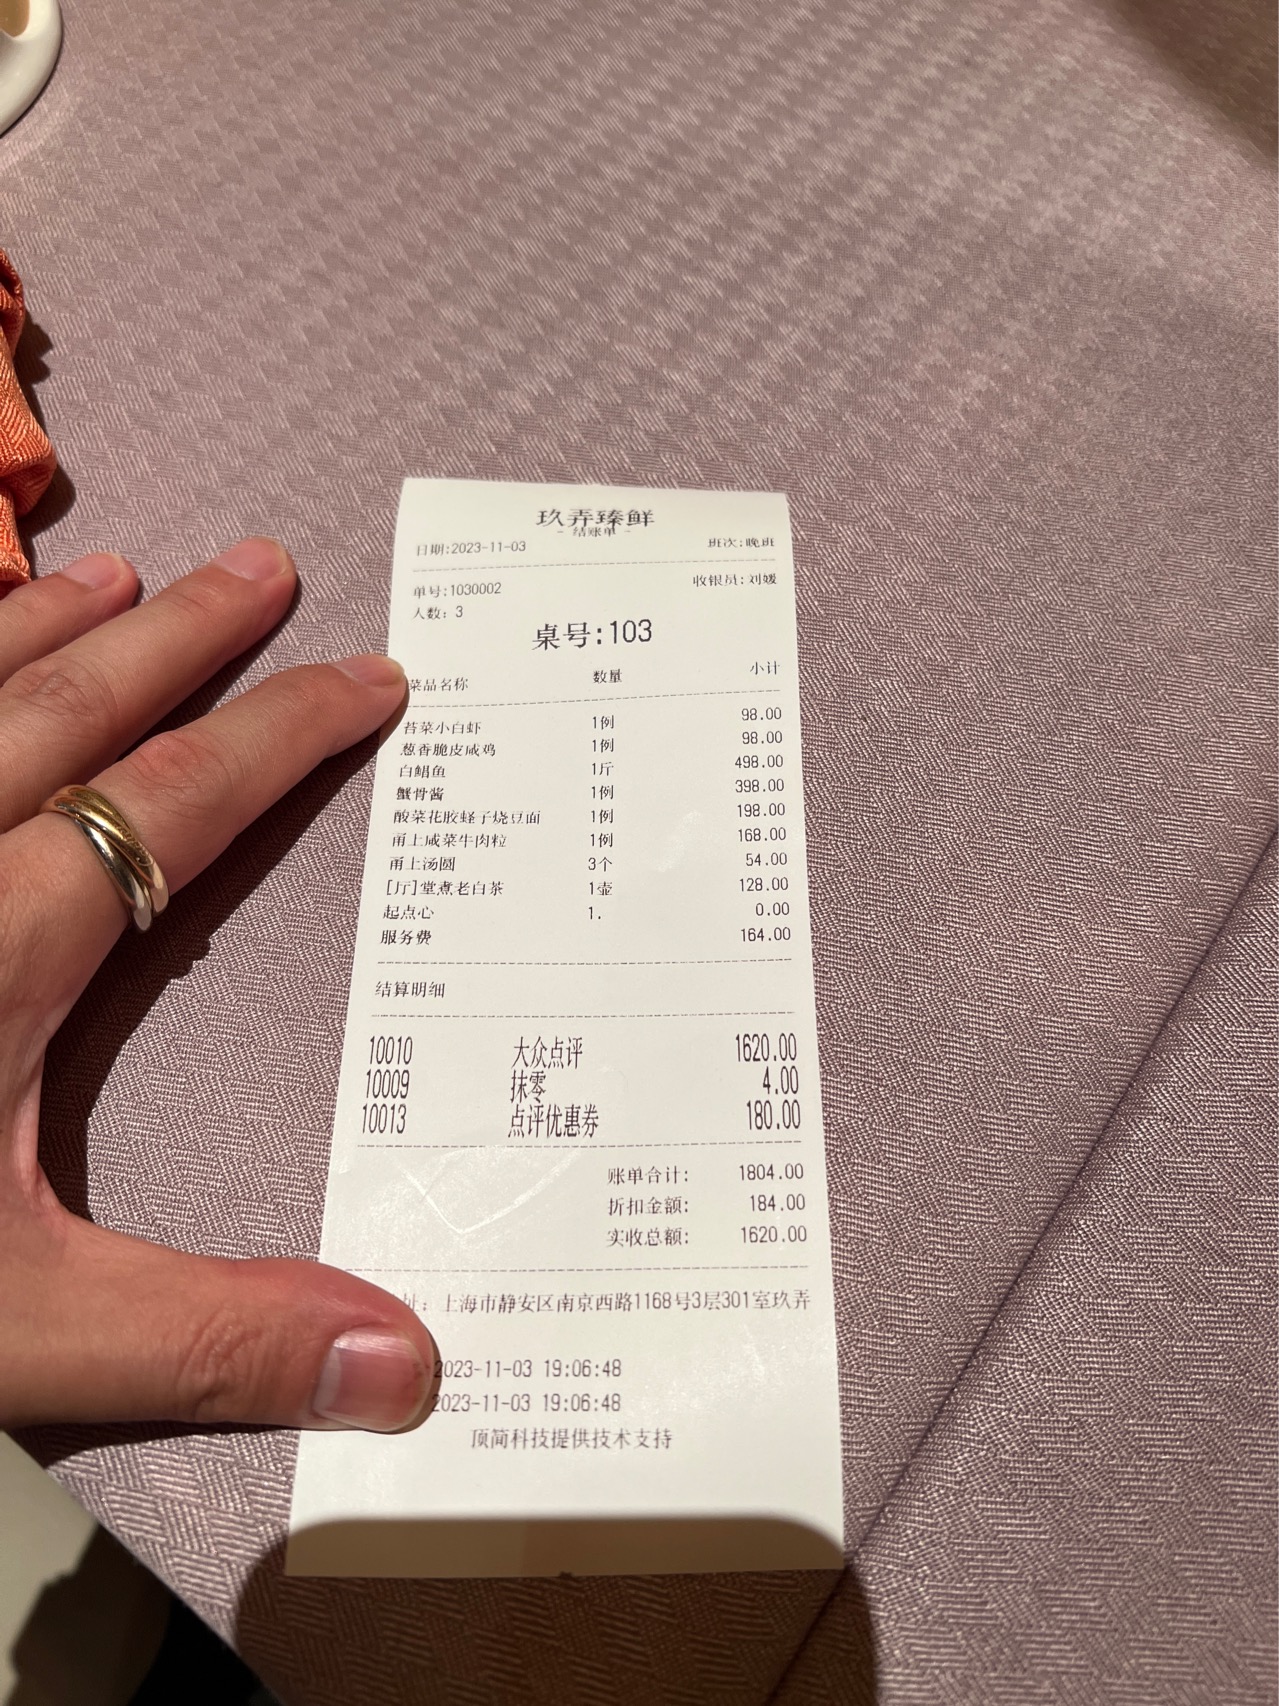 玖弄臻鲜
- 结账单 -
日期:2023-11-03 班次:晚班
单号:1030002 收银员:刘媛
人数: 3
桌号:103
菜品名称 数量 小计
苔菜小白虾 1例 98.00
葱香脆皮咸鸡 1例 98.00
白鲳鱼 1斤 498.00
蟹骨酱 1例 398.00
酸菜花胶蛏子烧豆面 1例 198.00
甬上咸菜牛肉粒 1例 168.00
甬上汤圆 3个 54.00
[厅]堂煮老白茶 1壶 128.00
起点心 1. 0.00
服务费 164.00
结算明细
10010 大众点评 1620.00
10009 抹零 4.00
10013 点评优惠券 180.00
账单合计: 1804.00
折扣金额: 184.00
实收总额: 1620.00
址: 上海市静安区南京西路1168号3层301室玖弄
2023-11-03 19:06:48
2023-11-03 19:06:48
顶简科技提供技术支持